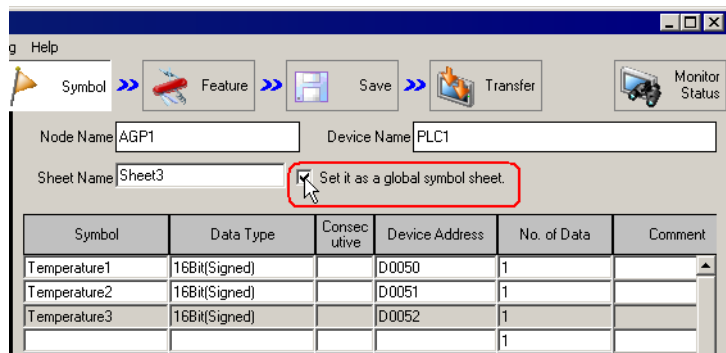 g Help
Symbol Feature Save Transfer Monitor Status
Node Name AGP1 Device Name PLC1
Sheet Name Sheet3 Set it as a global symbol sheet.
Symbol Data Type Consecutive Device Address No. of Data Comment
Temperature1 16Bit(Signed) D0050 1
Temperature2 16Bit(Signed) D0051 1
Temperature3 16Bit(Signed) D0052 1
1